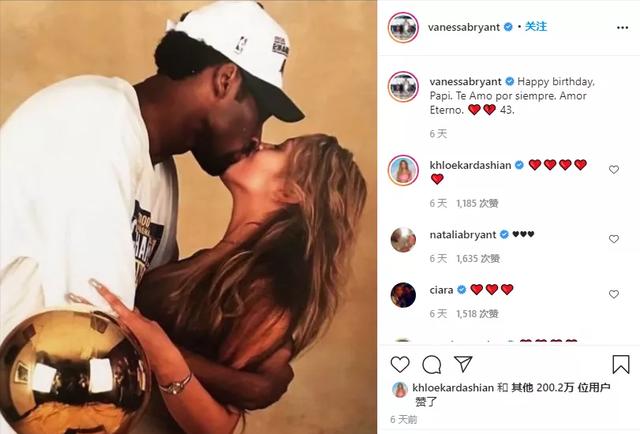 NBA
2000
vanessabryant • 关注
vanessabryant Happy birthday,
Papi. Te Amo por siempre. Amor
Eterno. ❤️💔 43.
6 天
khloekardashian ❤️❤️❤️❤️
❤️
6 天 1,185 次赞
nataliabryant ♥♥♥
6 天 1,635 次赞
ciara ❤️❤️❤️
6 天 1,518 次赞
khloekardashian 和 其他 200.2万 位用户
赞了
6 天前